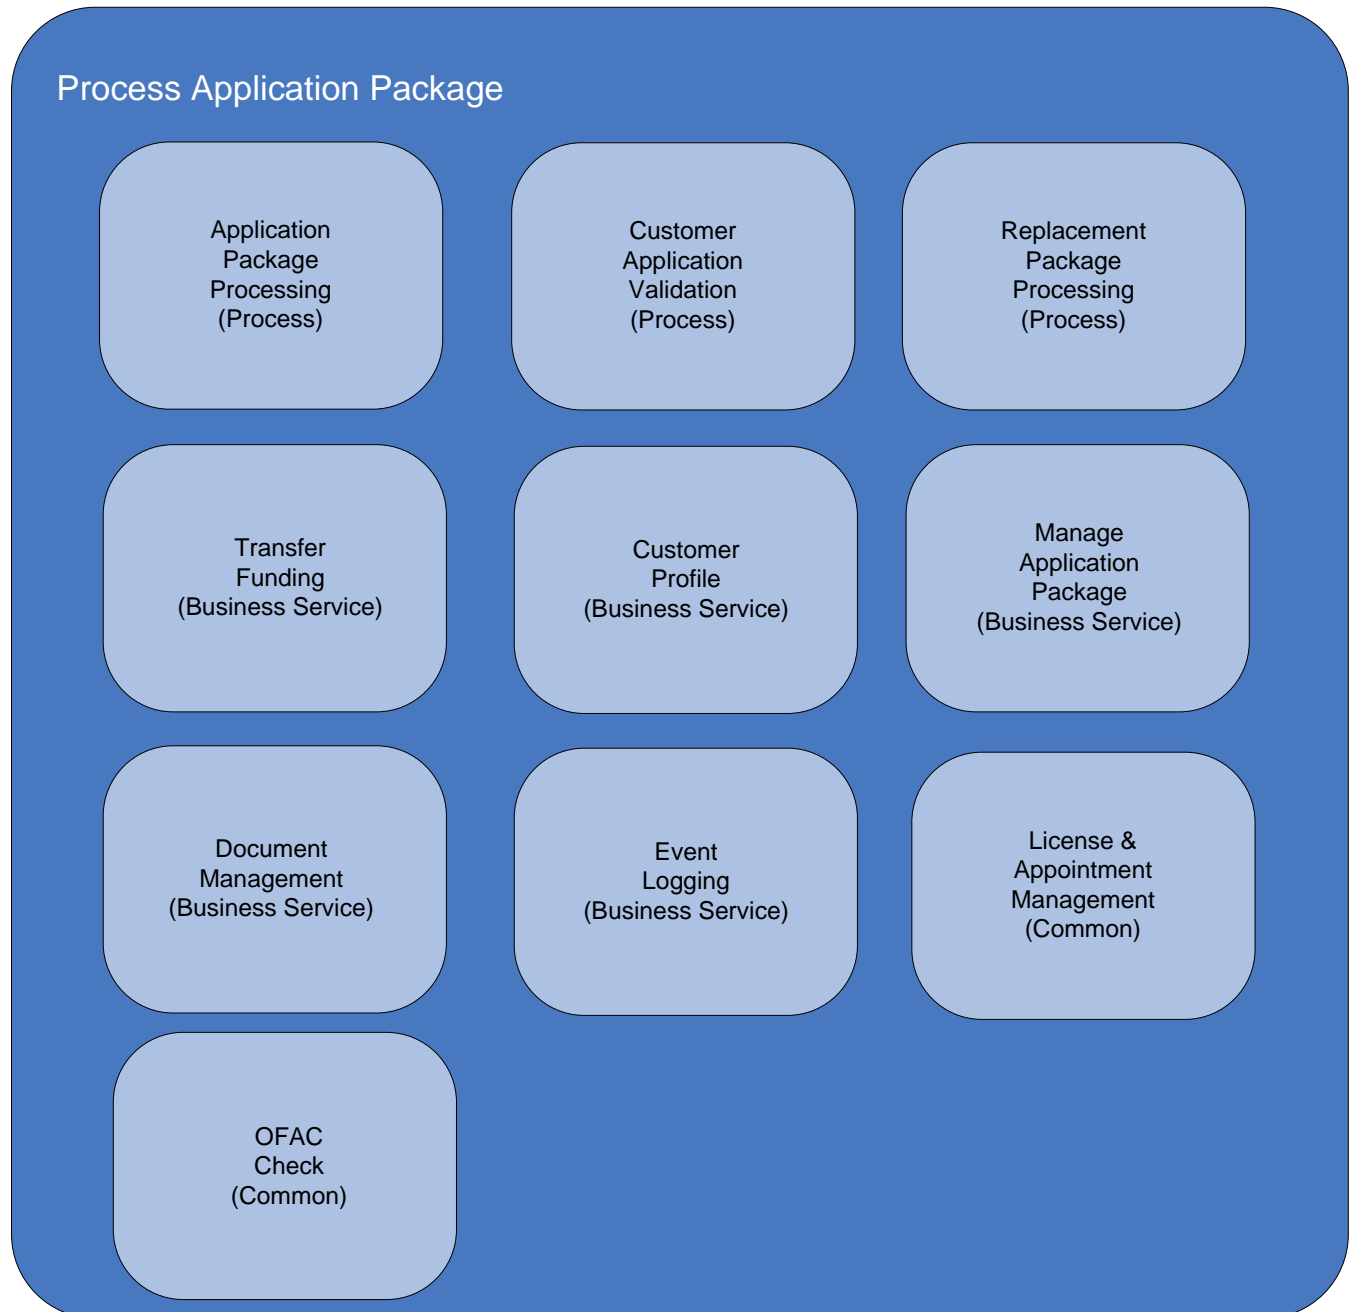 Process Application Package
Application
Package
Processing
(Process)
Customer
Application
Validation
(Process)
Replacement
Package
Processing
(Process)
Transfer
Funding
(Business Service)
Customer
Profile
(Business Service)
Manage
Application
Package
(Business Service)
Document
Management
(Business Service)
Event
Logging
(Business Service)
License &
Appointment
Management
(Common)
OFAC
Check
(Common)